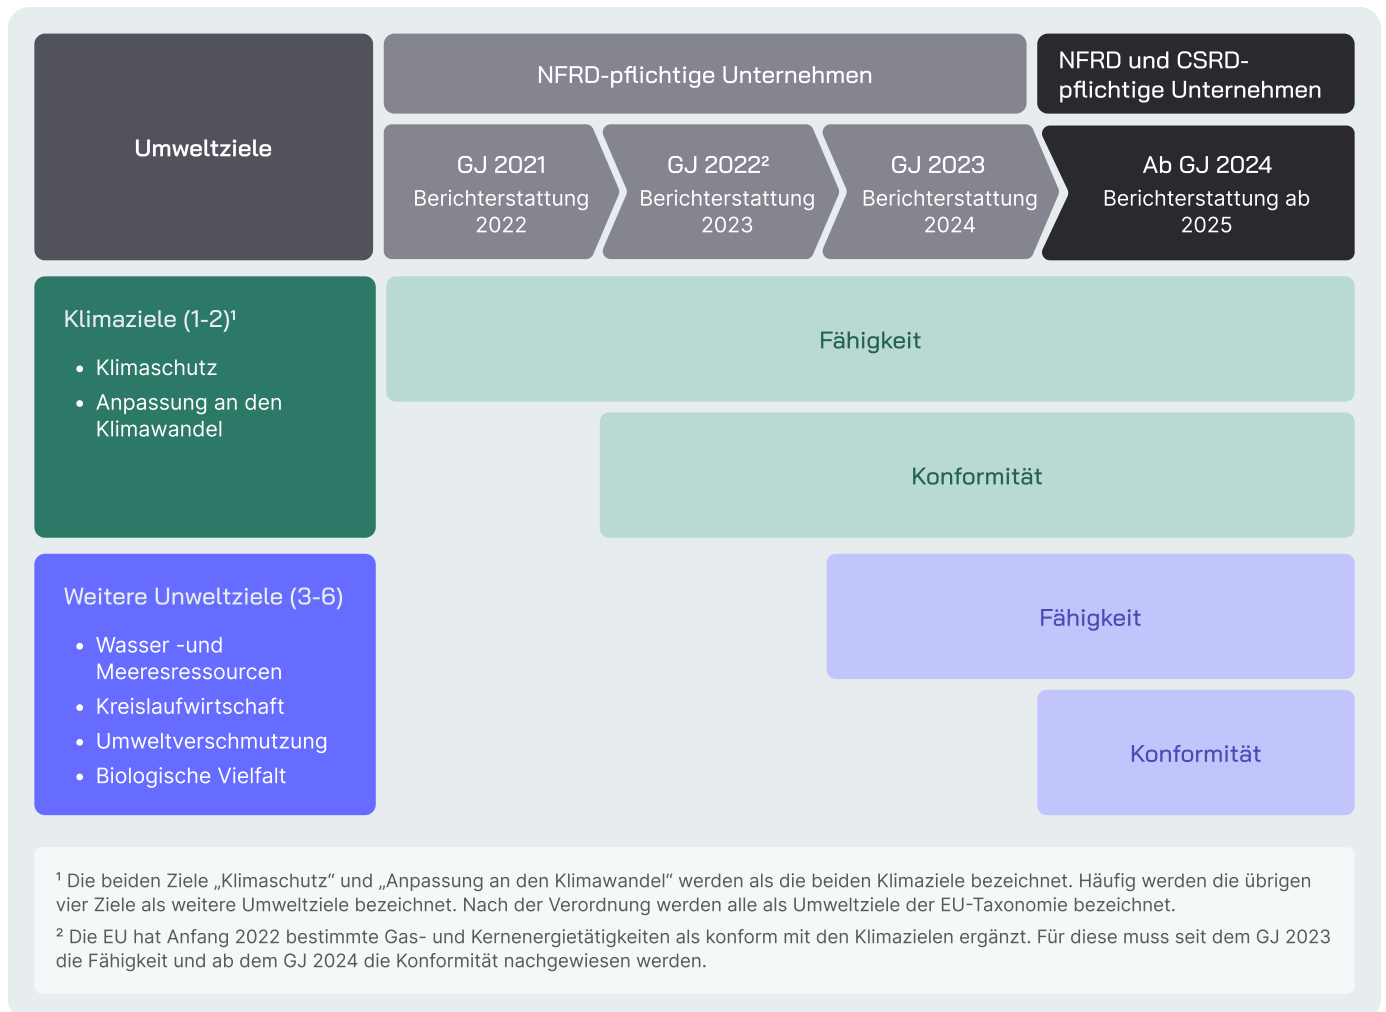 Umweltziele
NFRD-pflichtige Unternehmen
NFRD und CSRD-
pflichtige Unternehmen
GJ 2021
Berichterstattung
2022
GJ 2022²
Berichterstattung
2023
GJ 2023
Berichterstattung
2024
Ab GJ 2024
Berichterstattung ab
2025
Klimaziele (1-2)¹
• Klimaschutz
• Anpassung an den
Klimawandel
Fähigkeit
Konformität
Weitere Unweltziele (3-6)
• Wasser -und
Meeresressourcen
• Kreislaufwirtschaft
• Umweltverschmutzung
• Biologische Vielfalt
Fähigkeit
Konformität
¹ Die beiden Ziele „Klimaschutz“ und „Anpassung an den Klimawandel“ werden als die beiden Klimaziele bezeichnet. Häufig werden die übrigen
vier Ziele als weitere Umweltziele bezeichnet. Nach der Verordnung werden alle als Umweltziele der EU-Taxonomie bezeichnet.
² Die EU hat Anfang 2022 bestimmte Gas- und Kernenergietätigkeiten als konform mit den Klimazielen ergänzt. Für diese muss seit dem GJ 2023
die Fähigkeit und ab dem GJ 2024 die Konformität nachgewiesen werden.